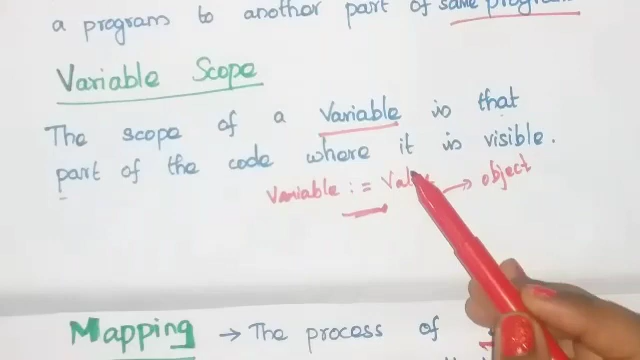 a program to another part of same program
Variable Scope
The scope of a Variable is that
part of the code where it is visible.
Variable := Value → object
Mapping → The process of